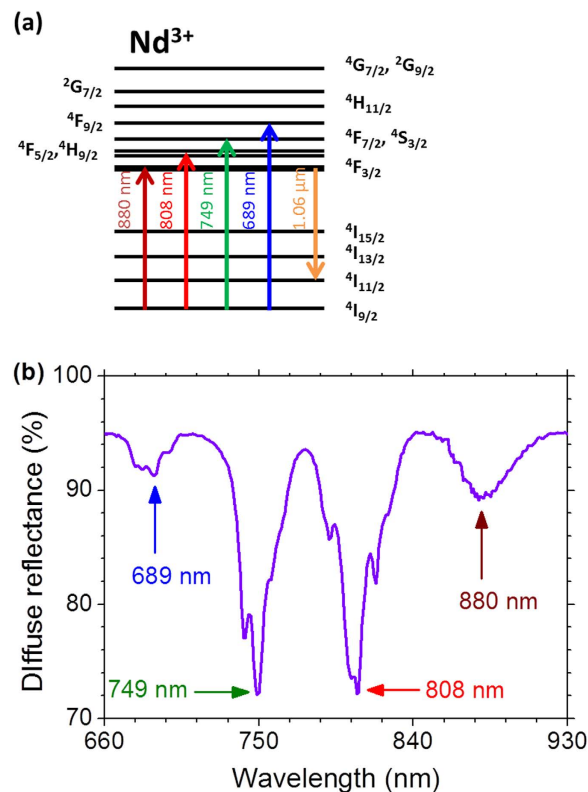 (a)
Nd³⁺
⁴G₇/₂, ²G₉/₂
²G₇/₂
⁴H₁₁/₂
⁴F₉/₂
⁴F₇/₂, ⁴S₃/₂
⁴F₅/₂,⁴H₉/₂
⁴F₃/₂
880 nm
808 nm
749 nm
689 nm
1.06 µm
⁴I₁₅/₂
⁴I₁₃/₂
⁴I₁₁/₂
⁴I₉/₂
(b)
100
90
80
70
DIffuse reflectance (%)
689 nm
880 nm
749 nm
808 nm
660
750
840
930
Wavelength (nm)